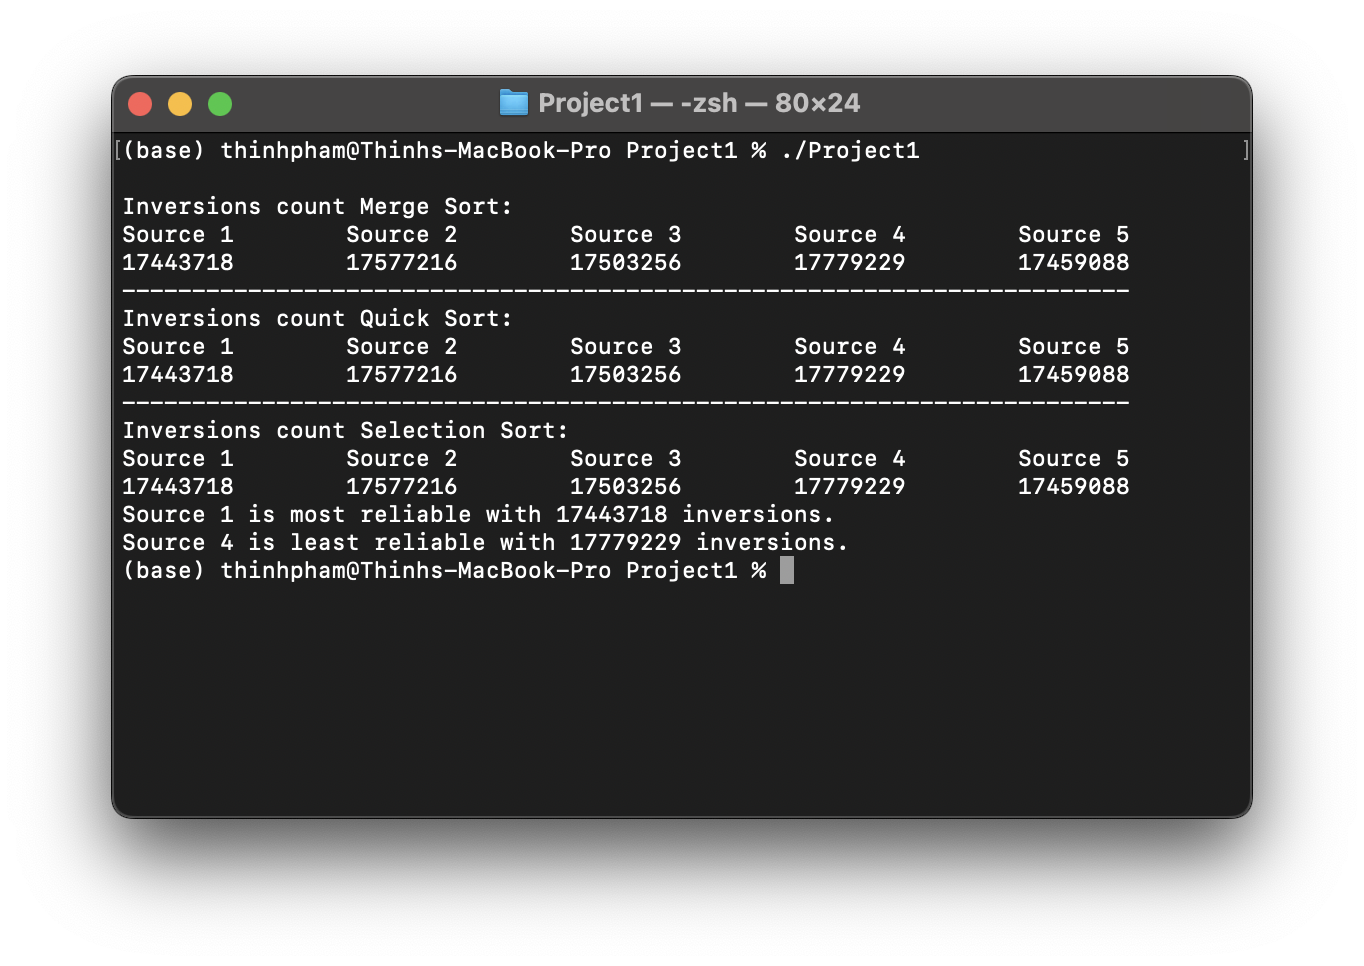 Project1 — -zsh — 80×24
[(base) thinhpham@Thinhs-MacBook-Pro Project1 % ./Project1 ]
Inversions count Merge Sort:
Source 1 Source 2 Source 3 Source 4 Source 5
17443718 17577216 17503256 17779229 17459088
------------------------------------------------------------------------
Inversions count Quick Sort:
Source 1 Source 2 Source 3 Source 4 Source 5
17443718 17577216 17503256 17779229 17459088
------------------------------------------------------------------------
Inversions count Selection Sort:
Source 1 Source 2 Source 3 Source 4 Source 5
17443718 17577216 17503256 17779229 17459088
Source 1 is most reliable with 17443718 inversions.
Source 4 is least reliable with 17779229 inversions.
(base) thinhpham@Thinhs-MacBook-Pro Project1 %